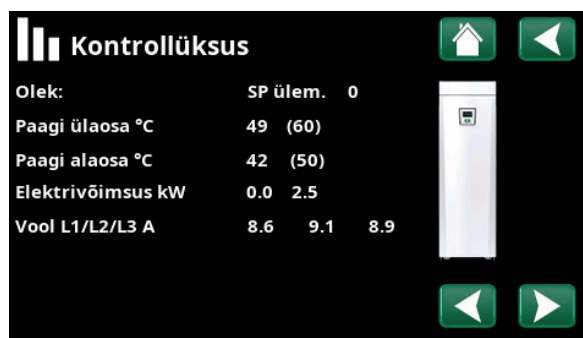 Kontrollüksus
Olek: SP ülem. 0
Paagi ülaosa °C 49 (60)
Paagi alaosa °C 42 (50)
Elektrivõimsus kW 0.0 2.5
Vool L1/L2/L3 A 8.6 9.1 8.9